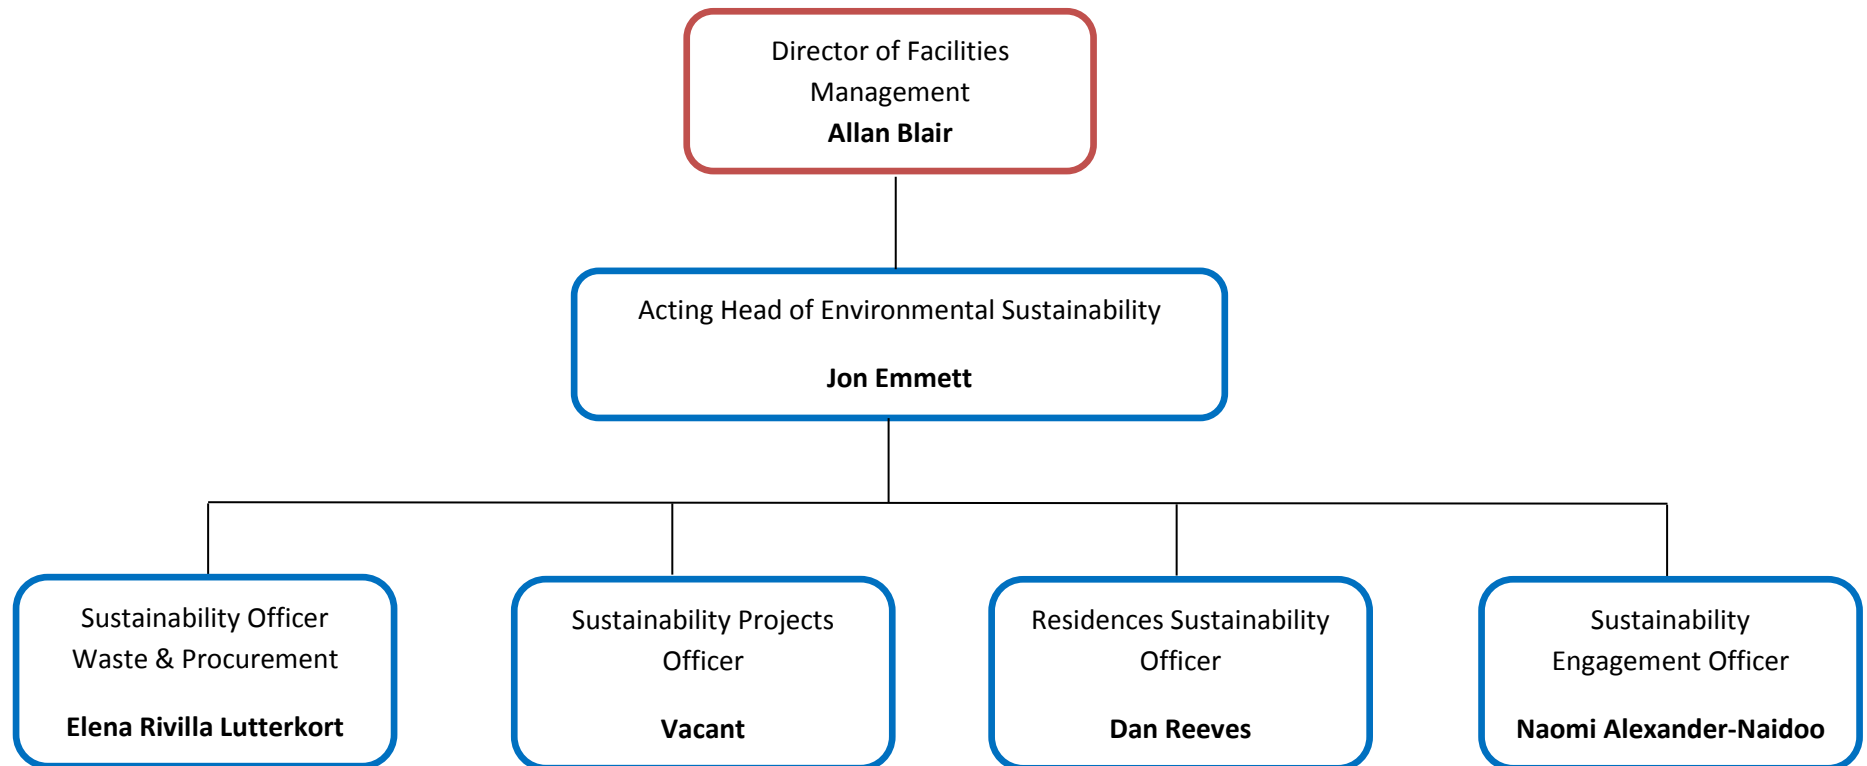 Director of Facilities
Management
Allan Blair
Acting Head of Environmental Sustainability
Jon Emmett
Sustainability Officer
Waste & Procurement
Elena Rivilla Lutterkort
Sustainability Projects
Officer
Vacant
Residences Sustainability
Officer
Dan Reeves
Sustainability
Engagement Officer
Naomi Alexander-Naidoo